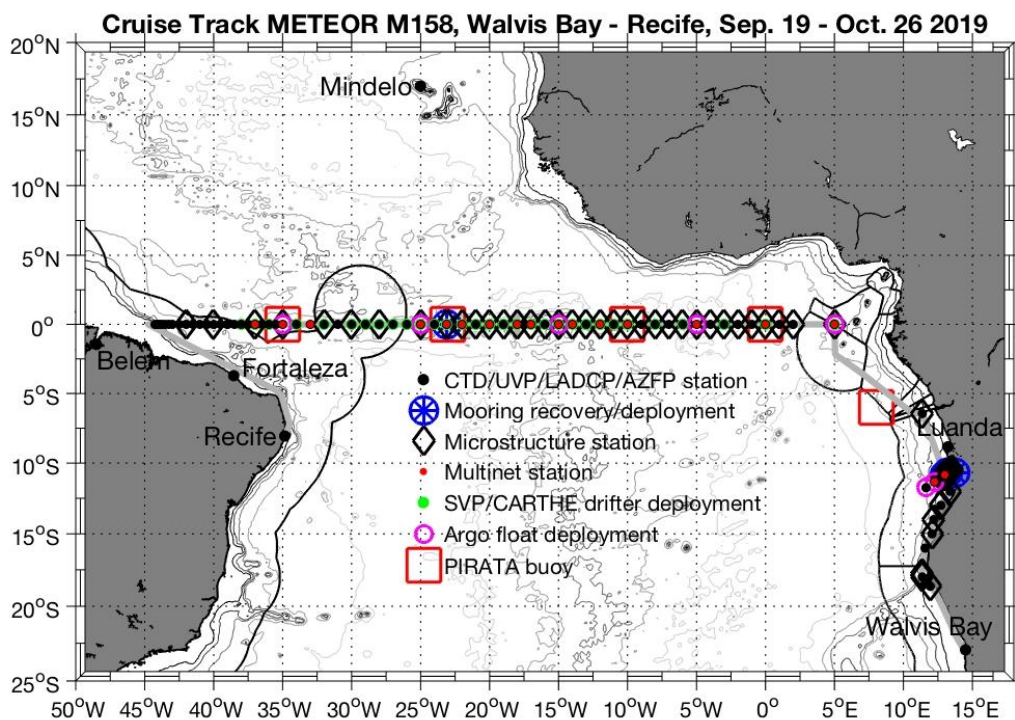 Cruise Track METEOR M158, Walvis Bay - Recife, Sep. 19 - Oct. 26 2019
20°N
15°N
10°N
5°N
0°
5°S
10°S
15°S
20°S
25°S
Mindelo
Belem
Fortaleza
Recife
Luanda
Walvis Bay
CTD/UVP/LADCP/AZFP station
Mooring recovery/deployment
Microstructure station
Multinet station
SVP/CARTHE drifter deployment
Argo float deployment
PIRATA buoy
50°W 45°W 40°W 35°W 30°W 25°W 20°W 15°W 10°W 5°W 0° 5°E 10°E 15°E